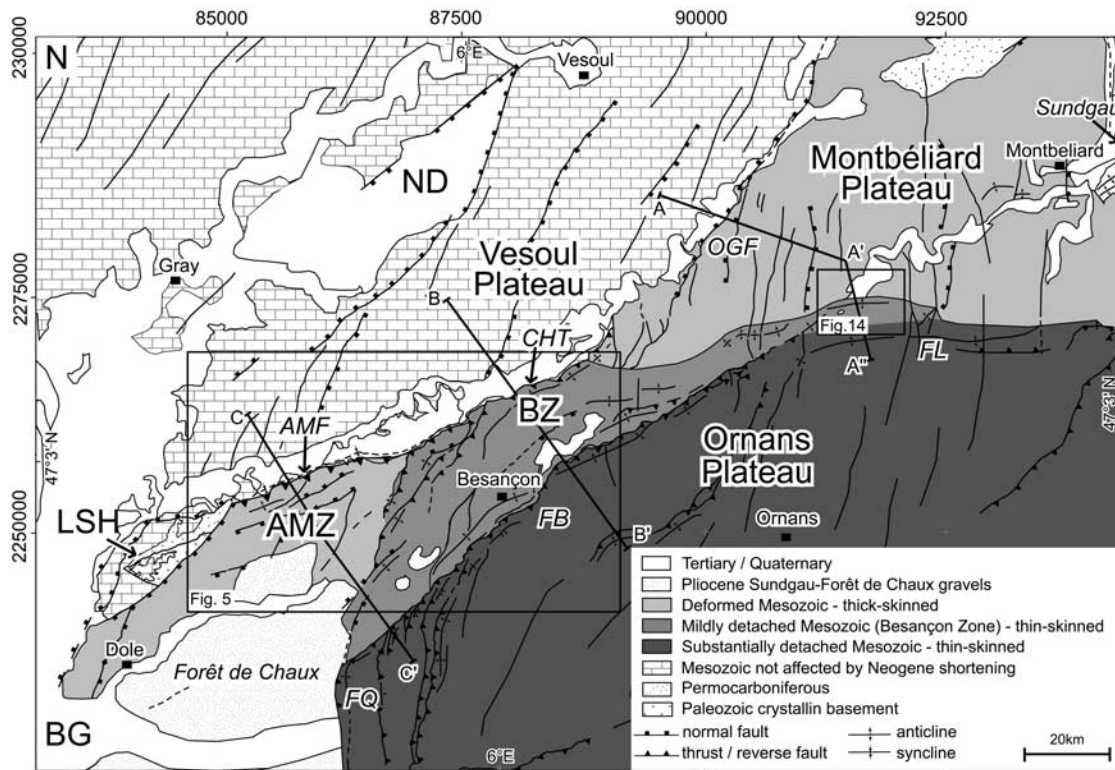 85000
87500
90000
92500
230000
N
6°E
Vesoul
Sundgau
Montbéliard
ND
Montbéliard
Plateau
A
OGF
A'
Gray
Vesoul
Plateau
2275000
B
Fig.14
CHT
FL
A"
C
AMF
BZ
47°3' N
47°3' N
Ornans
Plateau
Besançon
LSH
AMZ
FB
Ornans
B'
2250000
Fig. 5
Dole
Forêt de Chaux
C'
FQ
BG
6°E
Tertiary / Quaternary
Pliocene Sundgau-Forêt de Chaux gravels
Deformed Mesozoic - thick-skinned
Mildly detached Mesozoic (Besançon Zone) - thin-skinned
Substantially detached Mesozoic - thin-skinned
Mesozoic not affected by Neogene shortening
Permocarboniferous
Paleozoic crystallin basement
normal fault
anticline
thrust / reverse fault
syncline
20km